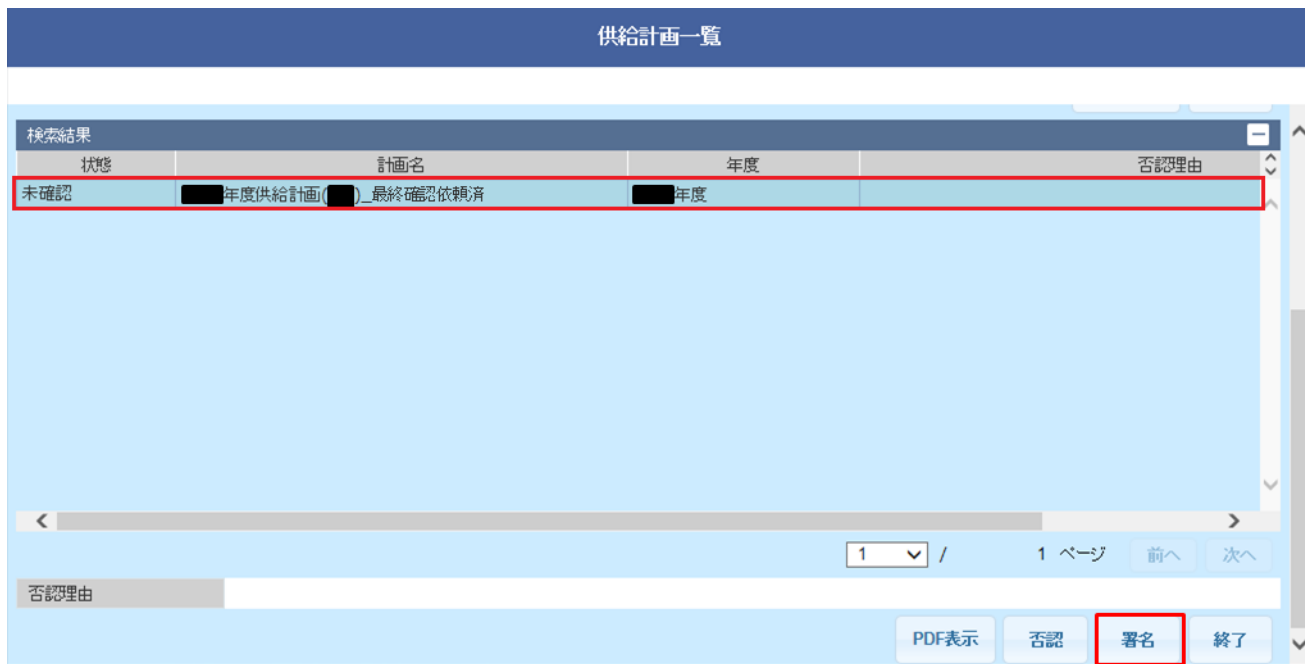 供給計画一覧
検索結果
状態 計画名 年度 否認理由
未確認 年度供給計画( )_最終確認依頼済 年度
1 / 1 ページ 前へ 次へ
否認理由
PDF表示 否認 署名 終了